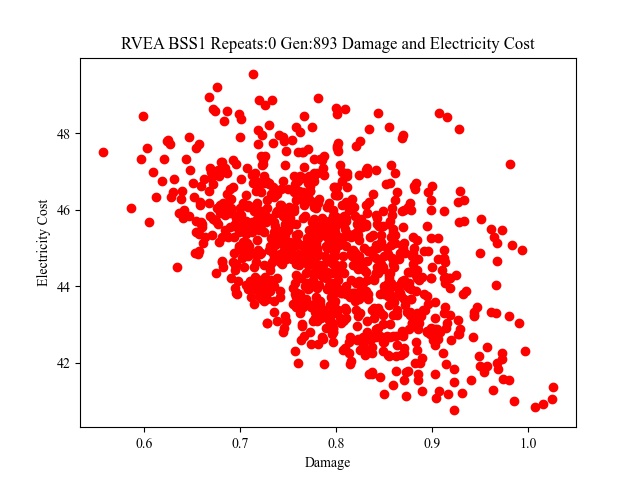 RVEA BSS1 Repeats:0 Gen:893 Damage and Electricity Cost
48
46
44
42
Electricity Cost
0.6 0.7 0.8 0.9 1.0
Damage